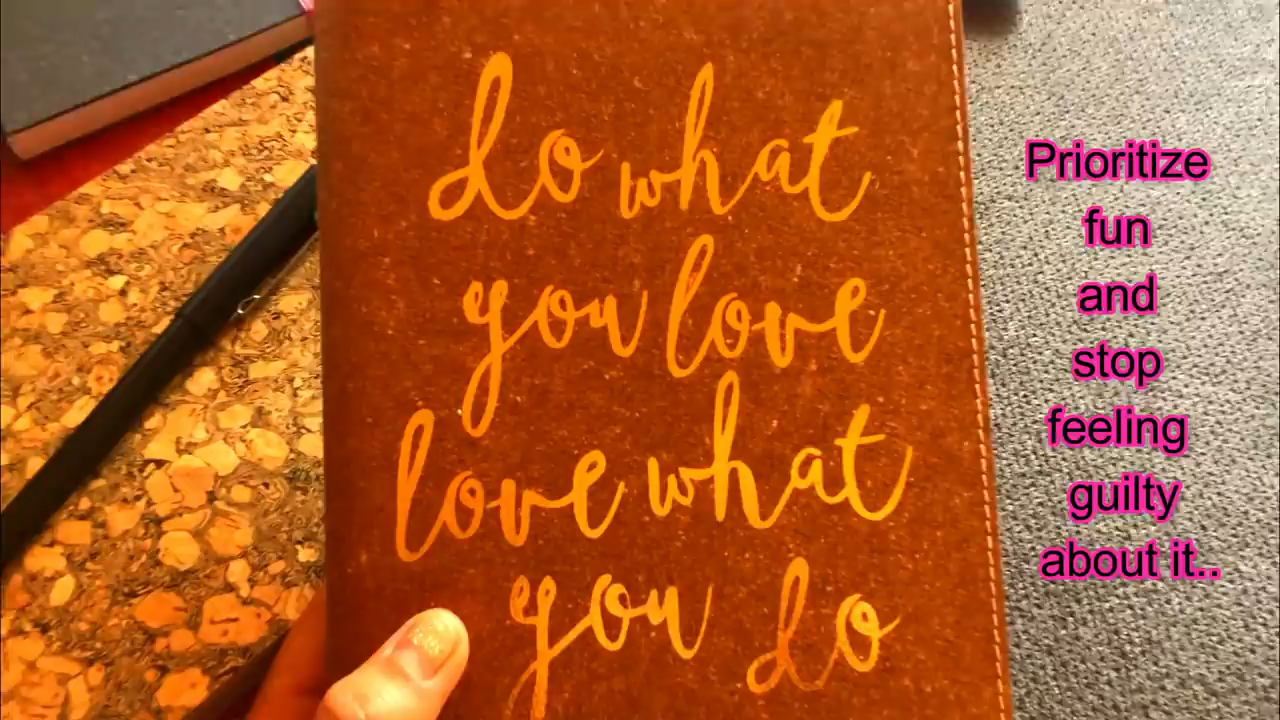 do what
you love
love what
you do
Prioritize
fun
and
stop
feeling
guilty
about it..